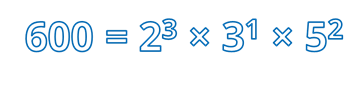 600 = 2³ × 3¹ × 5²